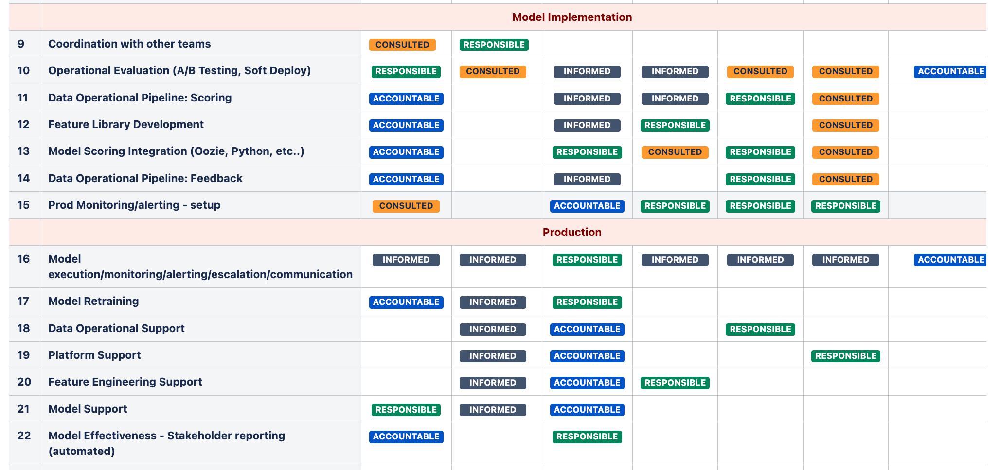 Model Implementation
9 Coordination with other teams CONSULTED RESPONSIBLE
10 Operational Evaluation (A/B Testing, Soft Deploy) RESPONSIBLE CONSULTED INFORMED INFORMED CONSULTED CONSULTED ACCOUNTABLE
11 Data Operational Pipeline: Scoring ACCOUNTABLE INFORMED INFORMED RESPONSIBLE CONSULTED
12 Feature Library Development ACCOUNTABLE INFORMED RESPONSIBLE CONSULTED
13 Model Scoring Integration (Oozie, Python, etc..) ACCOUNTABLE RESPONSIBLE CONSULTED RESPONSIBLE CONSULTED
14 Data Operational Pipeline: Feedback ACCOUNTABLE INFORMED RESPONSIBLE CONSULTED
15 Prod Monitoring/alerting - setup CONSULTED ACCOUNTABLE RESPONSIBLE RESPONSIBLE RESPONSIBLE
Production
16 Model INFORMED INFORMED RESPONSIBLE INFORMED INFORMED INFORMED ACCOUNTABLE
execution/monitoring/alerting/escalation/communication
17 Model Retraining ACCOUNTABLE INFORMED RESPONSIBLE
18 Data Operational Support INFORMED ACCOUNTABLE RESPONSIBLE
19 Platform Support INFORMED ACCOUNTABLE RESPONSIBLE
20 Feature Engineering Support INFORMED ACCOUNTABLE RESPONSIBLE
21 Model Support RESPONSIBLE INFORMED ACCOUNTABLE
22 Model Effectiveness - Stakeholder reporting ACCOUNTABLE RESPONSIBLE
(automated)